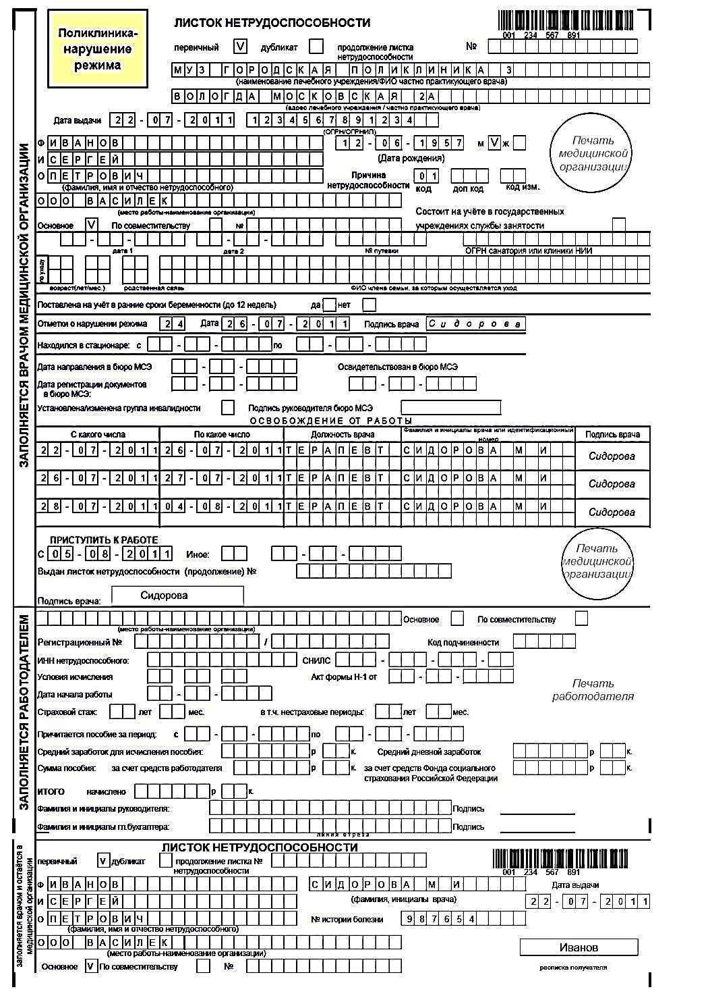 Поликлиника-
нарушение
режима
ЛИСТОК НЕТРУДОСПОСОБНОСТИ
001 234 567 891
первичный V дубликат продолжение листка
нетрудоспособности
№
МУЗ ГОРОДСКАЯ ПОЛИКЛИНИКА 3
(наименование лечебного учреждения/ФИО частно практикующего врача)
ВОЛОГДА МОСКОВСКАЯ 2А
(адрес лечебного учреждения / частно практикующего врача)
Дата выдачи 22-07-2011 1234567891234
(ОГРН/ОГРНИП)
Ф ИВАНОВ 12-06-1957 м V ж
(Дата рождения)
И СЕРГЕЙ
О ПЕТРОВИЧ
(фамилия, имя и отчество нетрудоспособного)
Причина
нетрудоспособности 01
код доп код код изм.
Печать
медицинской
организации
ООО ВАСИЛЕК
(место работы-наименование организации)
Состоит на учёте в государственных
учреждениях службы занятости
Основное V По совместительству №
- - - -
дата 1 дата 2 № путевки ОГРН санатория или клиники НИИ
по уходу
возраст(лет/мес.) родственная связь ФИО члена семьи, за которым осуществляется уход
Поставлена на учёт в ранние сроки беременности (до 12 недель) да нет
Отметки о нарушении режима 24 Дата 26-07-2011 Подпись врача Сидорова
Находился в стационаре: с - - по - -
Дата направления в бюро МСЭ - - Освидетельствован в бюро МСЭ
Дата регистрации документов
в бюро МСЭ: - - - -
Установлена/изменена группа инвалидности Подпись руководителя бюро МСЭ
ОСВОБОЖДЕНИЕ ОТ РАБОТЫ
С какого числа По какое число Должность врача Фамилия и инициалы врача или идентификационный номер Подпись врача
22-07-2011 26-07-2011 ТЕРАПЕВТ СИДОРОВА М И Сидорова
26-07-2011 27-07-2011 ТЕРАПЕВТ СИДОРОВА М И Сидорова
28-07-2011 04-08-2011 ТЕРАПЕВТ СИДОРОВА М И Сидорова
ПРИСТУПИТЬ К РАБОТЕ
С 05-08-2011 Иное: - -
Выдан листок нетрудоспособности (продолжение) №
Печать
медицинской
организации
Подпись врача: Сидорова
ЗАПОЛНЯЕТСЯ ВРАЧОМ МЕДИЦИНСКОЙ ОРГАНИЗАЦИИ
Основное По совместительству
(место работы-наименование организации)
Регистрационный № / Код подчиненности
ИНН нетрудоспособного: СНИЛС - - -
Условия исчисления Акт формы Н-1 от - -
Дата начала работы - -
Печать
работодателя
Страховой стаж: лет мес. в т.ч. нестраховые периоды: лет мес.
Причитается пособие за период: с - - по - -
Средний заработок для исчисления пособия: р к. Средний дневной заработок р к.
Сумма пособия: за счет средств работодателя р к. за счет средств Фонда социального
страхования Российской Федерации р к.
ИТОГО начислено р к.
Фамилия и инициалы руководителя: Подпись
Фамилия и инициалы гл.бухгалтера: Подпись
ЗАПОЛНЯЕТСЯ РАБОТОДАТЕЛЕМ
линия отреза
ЛИСТОК НЕТРУДОСПОСОБНОСТИ
первичный V дубликат продолжение листка №
нетрудоспособности
001 234 567 891
Ф ИВАНОВ СИДОРОВА М И Дата выдачи
(фамилия, инициалы врача)
И СЕРГЕЙ 22-07-2011
О ПЕТРОВИЧ № истории болезни 987654
(фамилия, имя и отчество нетрудоспособного)
ООО ВАСИЛЕК
(место работы-наименование организации)
Иванов
Основное V По совместительству № расписка получателя
заполняется врачом и остаётся в
медицинской организации